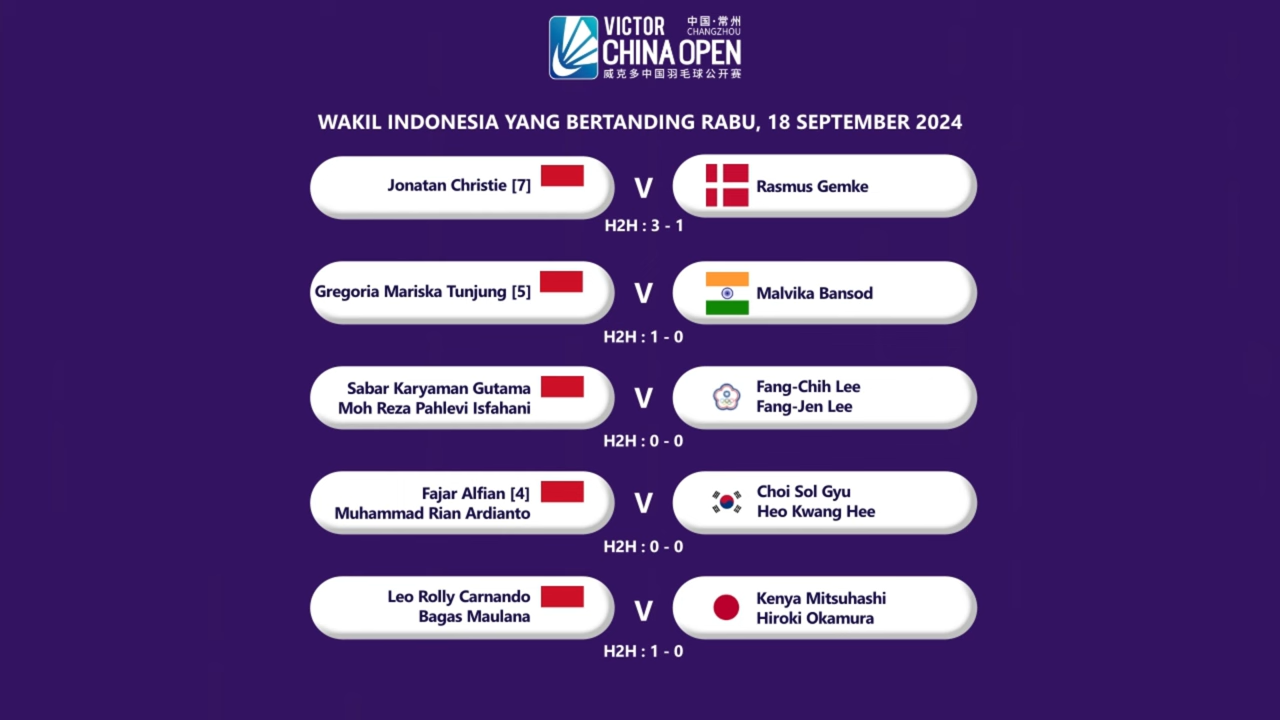 VICTOR
中国·常州
CHANGZHOU
CHINA OPEN
威克多中国羽毛球公开赛
WAKIL INDONESIA YANG BERTANDING RABU, 18 SEPTEMBER 2024
Jonatan Christie [7]
V
Rasmus Gemke
H2H : 3 - 1
Gregoria Mariska Tunjung [5]
V
Malvika Bansod
H2H : 1 - 0
Sabar Karyaman Gutama
Moh Reza Pahlevi Isfahani
V
Fang-Chih Lee
Fang-Jen Lee
H2H : 0 - 0
Fajar Alfian [4]
Muhammad Rian Ardianto
V
Choi Sol Gyu
Heo Kwang Hee
H2H : 0 - 0
Leo Rolly Carnando
Bagas Maulana
V
Kenya Mitsuhashi
Hiroki Okamura
H2H : 1 - 0